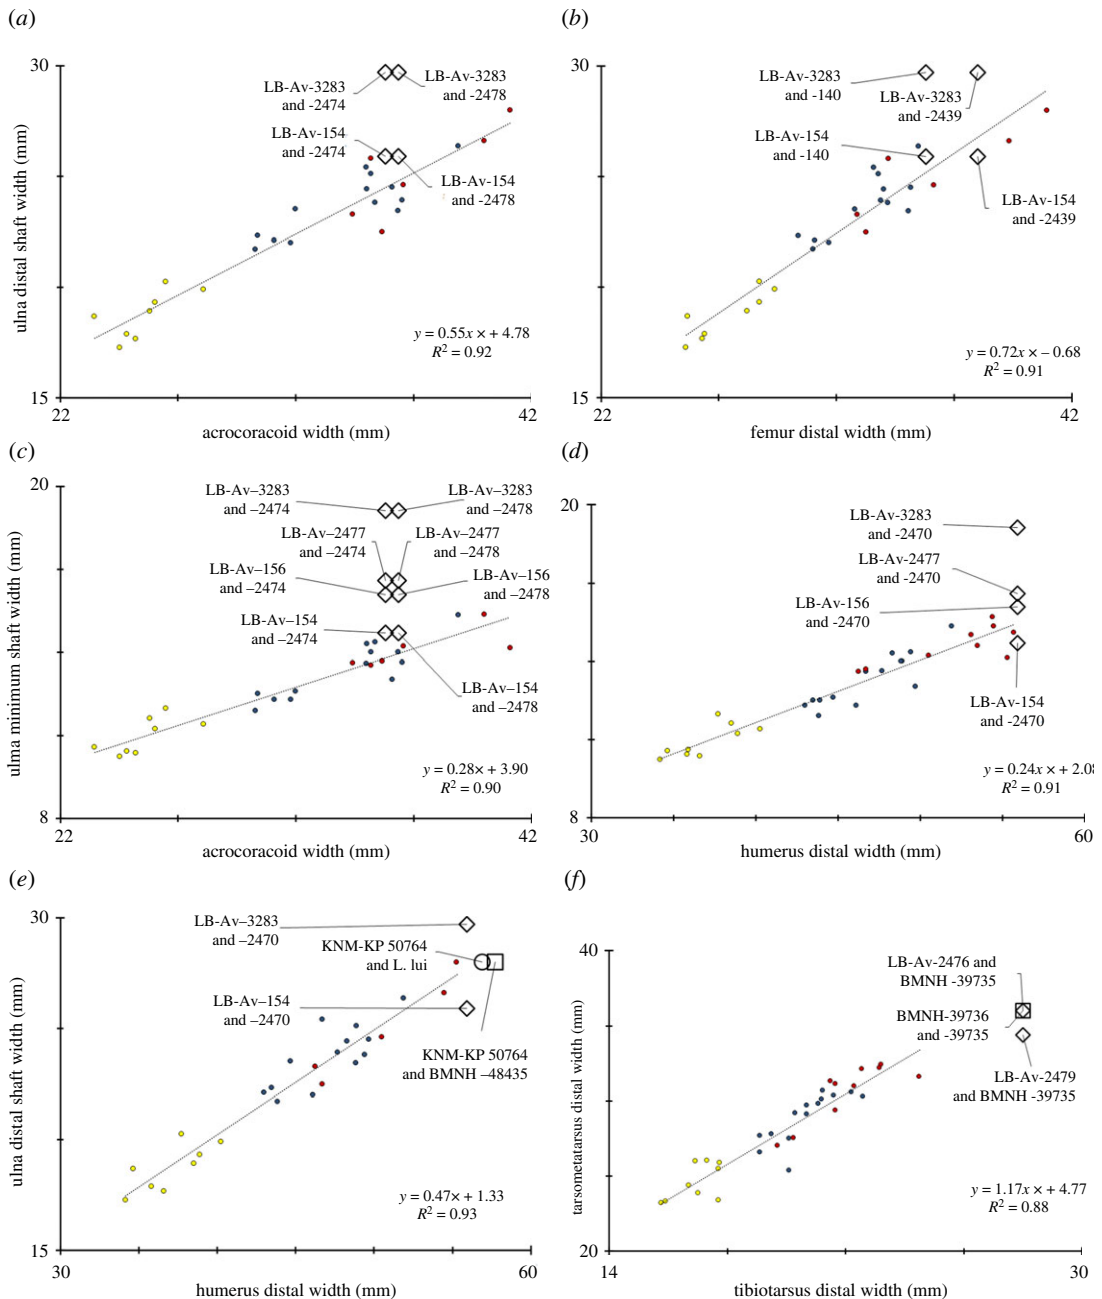 (a)
30
LB-Av-3283
and -2474
LB-Av-3283
and -2478
LB-Av-154
and -2474
LB-Av-154
and -2478
ulna distal shaft width (mm)
y = 0.55x × + 4.78
R² = 0.92
15
22
42
acrocoracoid width (mm)
(b)
30
LB-Av-3283
and -140
LB-Av-3283
and -2439
LB-Av-154
and -140
LB-Av-154
and -2439
y = 0.72x × – 0.68
R² = 0.91
15
22
42
femur distal width (mm)
(c)
20
LB-Av–3283
and –2474
LB-Av–3283
and –2478
LB-Av–2477
and –2474
LB-Av–2477
and –2478
LB-Av–156
and –2474
LB-Av–156
and –2478
LB-Av–154
and –2474
LB-Av–154
and –2478
ulma minimum shaft width (mm)
y = 0.28× + 3.90
R² = 0.90
8
22
42
acrocoracoid width (mm)
(d)
20
LB-Av-3283
and -2470
LB-Av-2477
and -2470
LB-Av-156
and -2470
LB-Av-154
and -2470
y = 0.24x × + 2.08
R² = 0.91
8
30
60
humerus distal width (mm)
(e)
30
LB-Av–3283
and –2470
KNM-KP 50764
and L. lui
LB-Av–154
and –2470
KNM-KP 50764
and BMNH –48435
ulna distal shaft width (mm)
y = 0.47× + 1.33
R² = 0.93
15
30
60
humerus distal width (mm)
(f)
40
LB-Av-2476 and
BMNH -39735
BMNH-39736
and -39735
LB-Av-2479
and BMNH -39735
tarsometatarsus distal width (mm)
y = 1.17x × + 4.77
R² = 0.88
20
14
30
tibiotarsus distal width (mm)